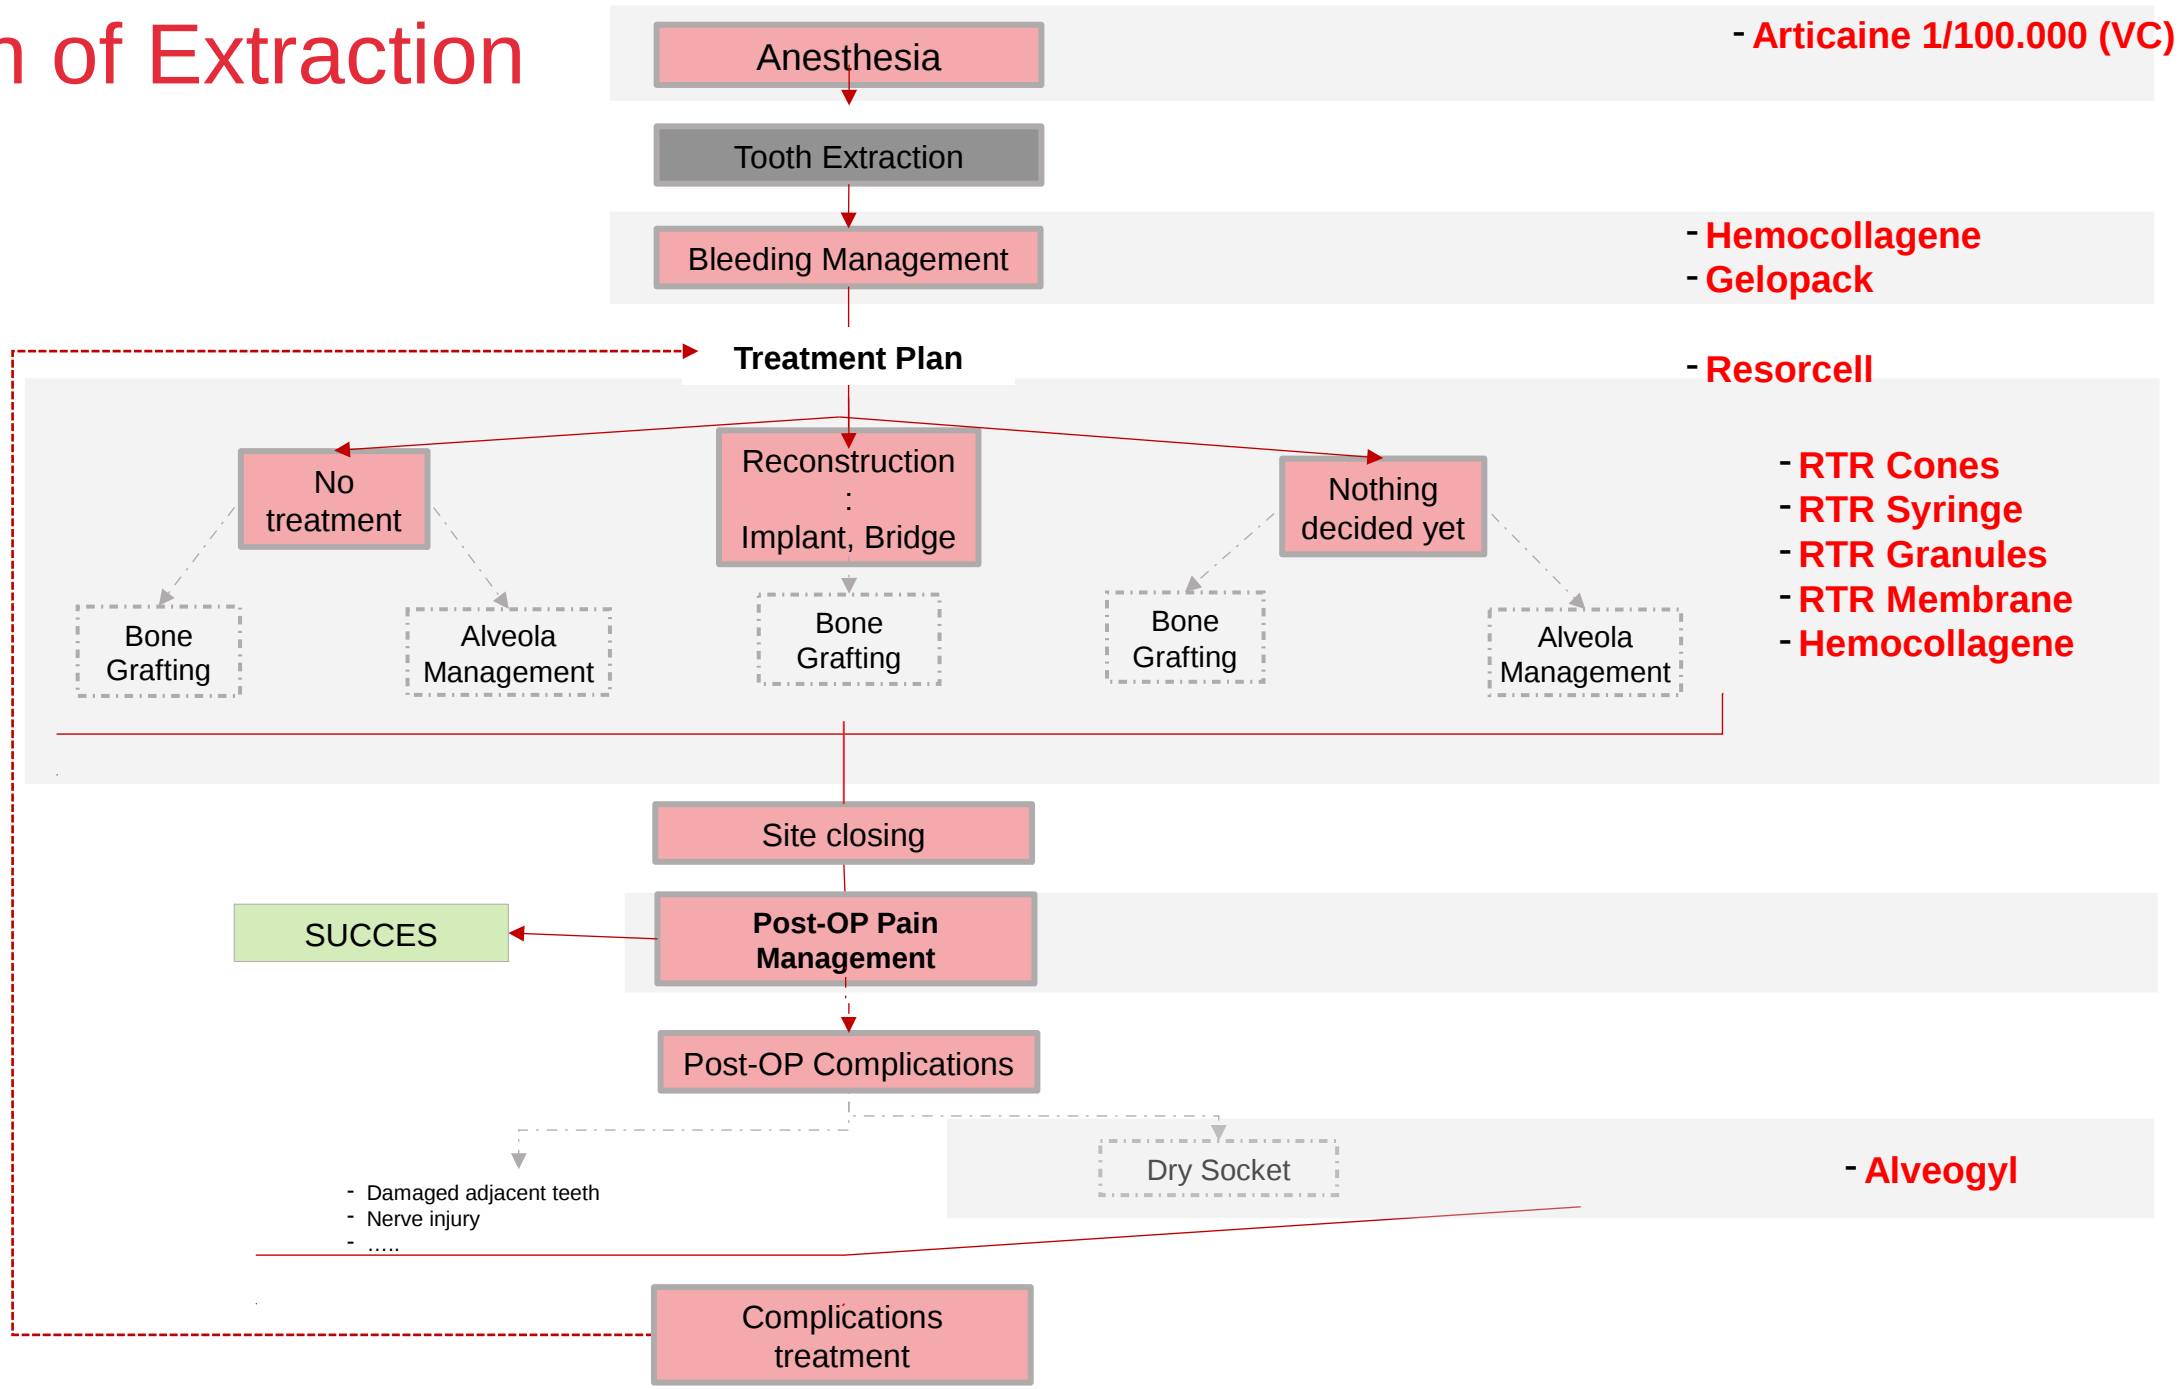 n of Extraction
Anesthesia
- Articaine 1/100.000 (VC)
Tooth Extraction
Bleeding Management
- Hemocollagene
- Gelopack
Treatment Plan
- Resorcell
No
treatment
Reconstruction
:
Implant, Bridge
Nothing
decided yet
- RTR Cones
- RTR Syringe
- RTR Granules
- RTR Membrane
- Hemocollagene
Bone
Grafting
Alveola
Management
Bone
Grafting
Bone
Grafting
Alveola
Management
Site closing
SUCCES
Post-OP Pain
Management
Post-OP Complications
Dry Socket
- Alveogyl
- Damaged adjacent teeth
- Nerve injury
- …..
Complications
treatment